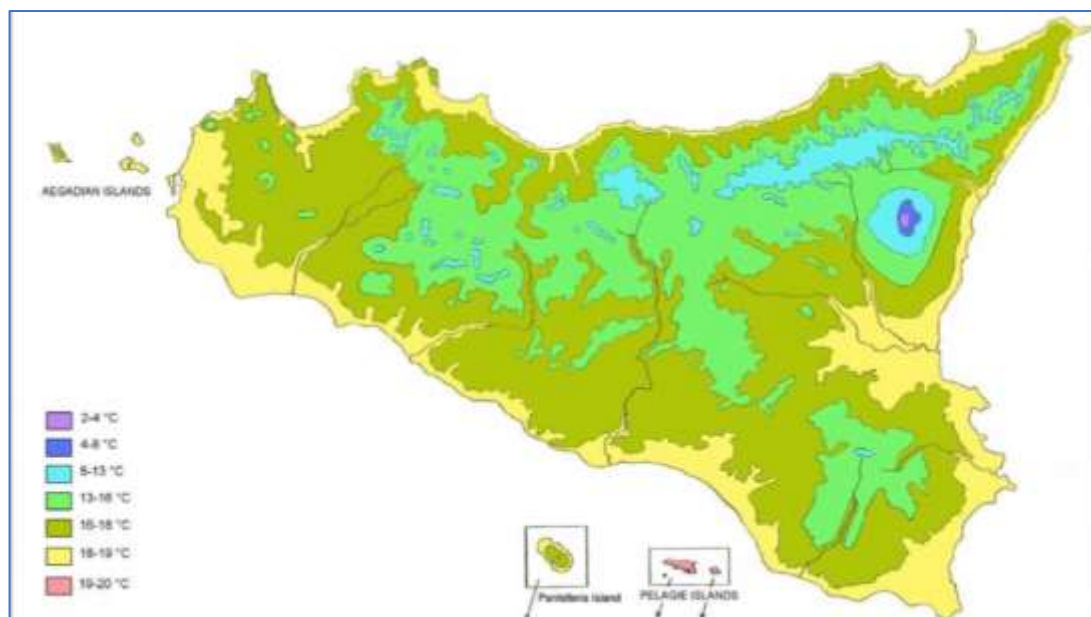 AEGADIAN ISLANDS
2-4 °C
4-8 °C
8-13 °C
13-16 °C
16-18 °C
18-19 °C
19-20 °C
Pantelleria Island
PELAGIE ISLANDS